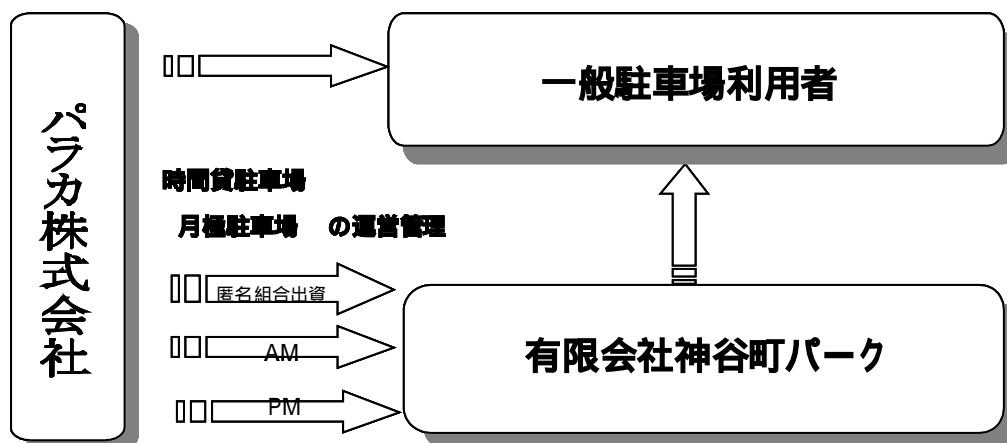 パラカ株式会社
一般駐車場利用者
時間貸駐車場
月極駐車場　の運営管理
匿名組合出資
AM
PM
有限会社神谷町パーク